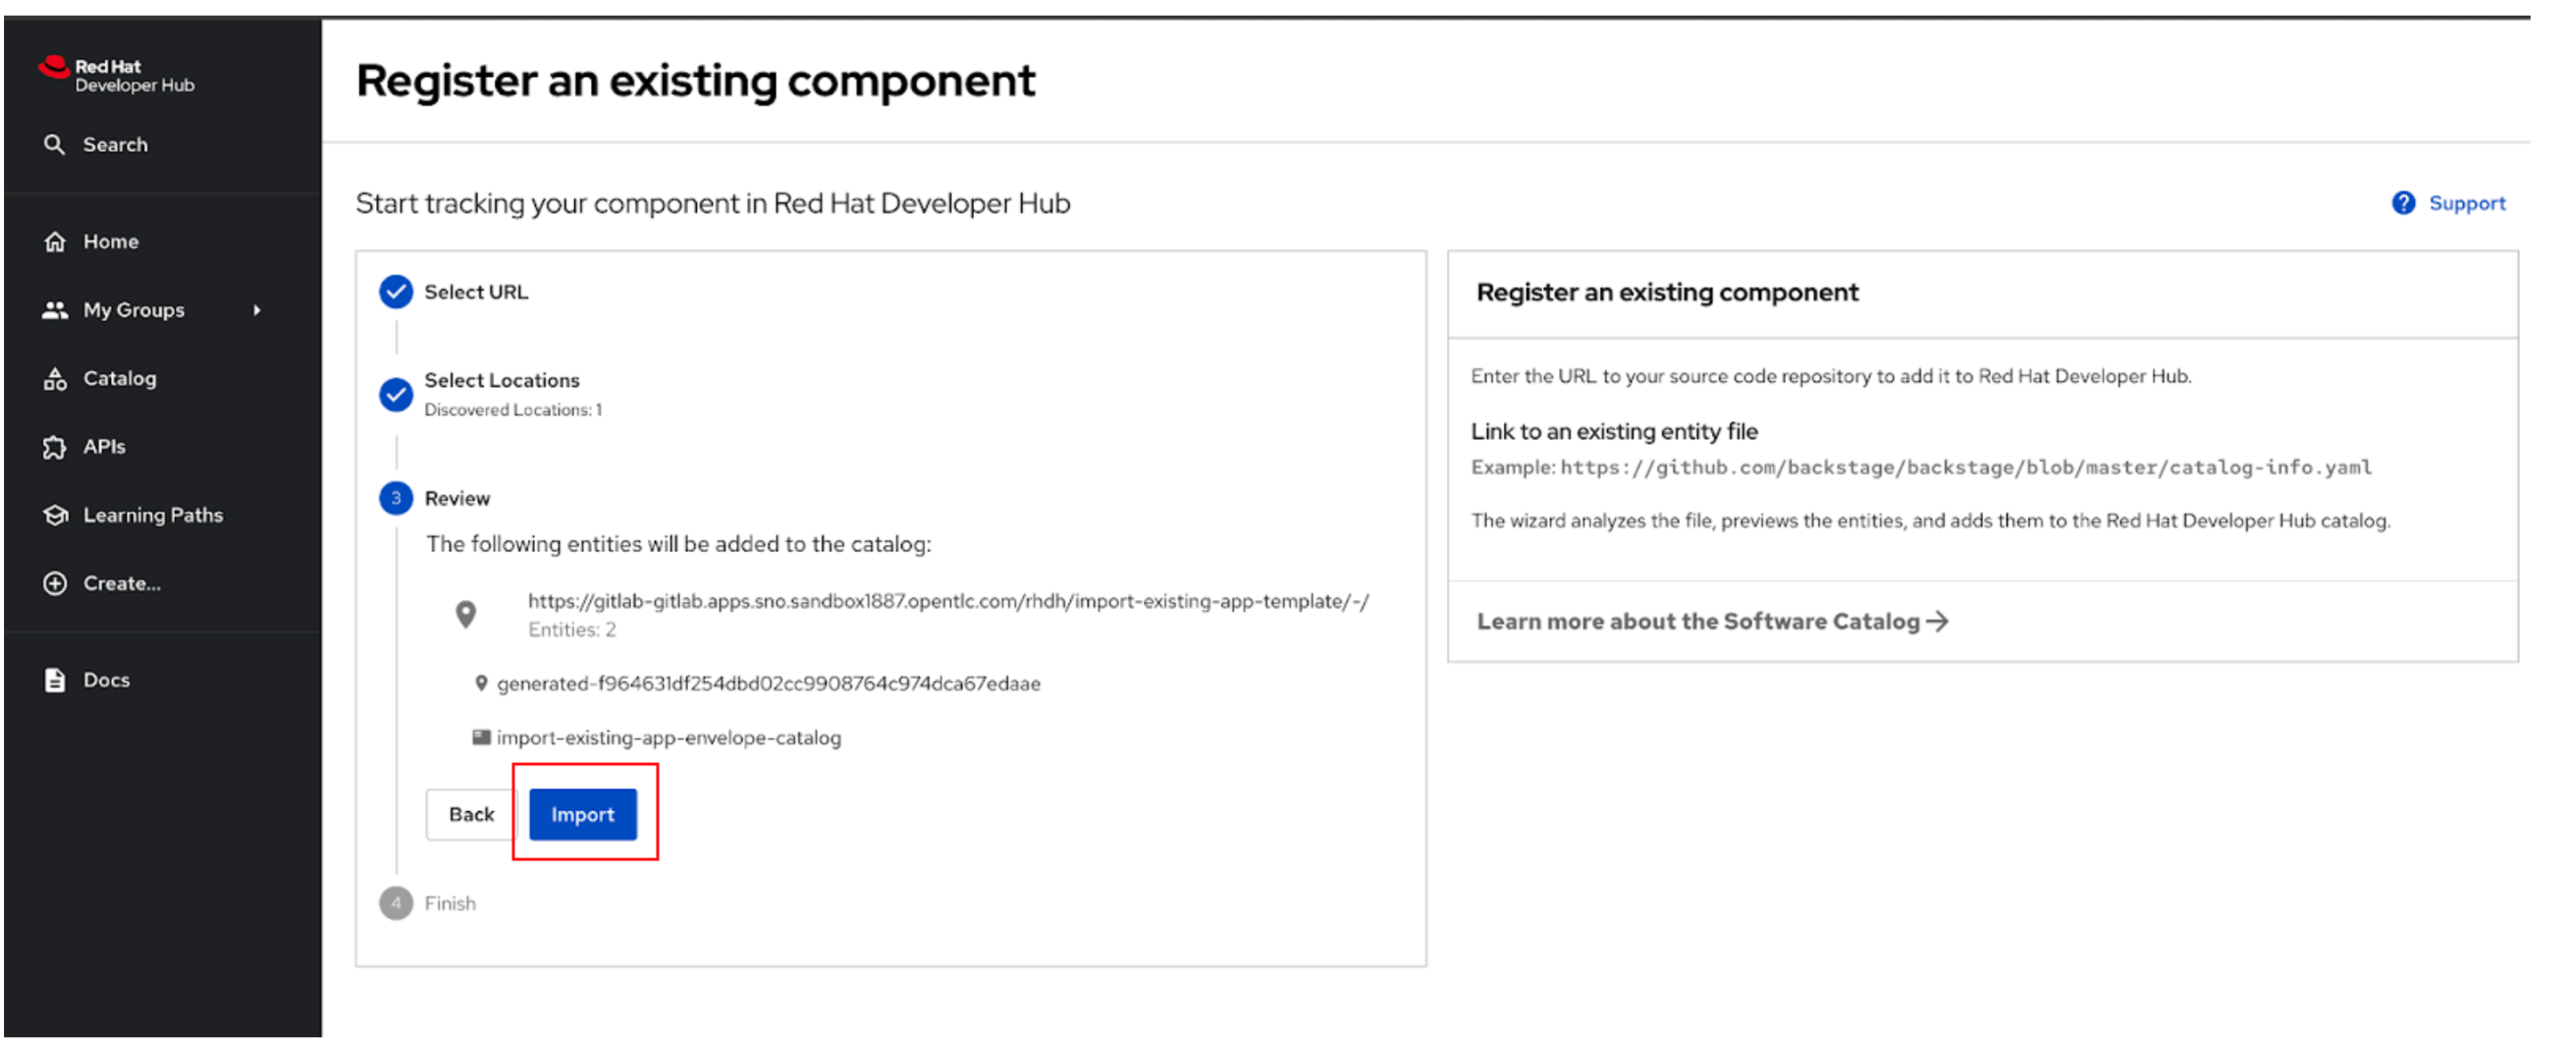 Red Hat
Developer Hub
Search
Home
My Groups
Catalog
APIs
Learning Paths
Create...
Docs
Register an existing component
Start tracking your component in Red Hat Developer Hub
Support
Select URL
Select Locations
Discovered Locations: 1
3 Review
The following entities will be added to the catalog:
https://gitlab-gitlab.apps.sno.sandbox1887.opentlc.com/rhdh/import-existing-app-template/-/
Entities: 2
generated-f964631df254dbd02cc9908764c974dca67edaae
import-existing-app-envelope-catalog
Back Import
4 Finish
Register an existing component
Enter the URL to your source code repository to add it to Red Hat Developer Hub.
Link to an existing entity file
Example: https://github.com/backstage/backstage/blob/master/catalog-info.yaml
The wizard analyzes the file, previews the entities, and adds them to the Red Hat Developer Hub catalog.
Learn more about the Software Catalog →